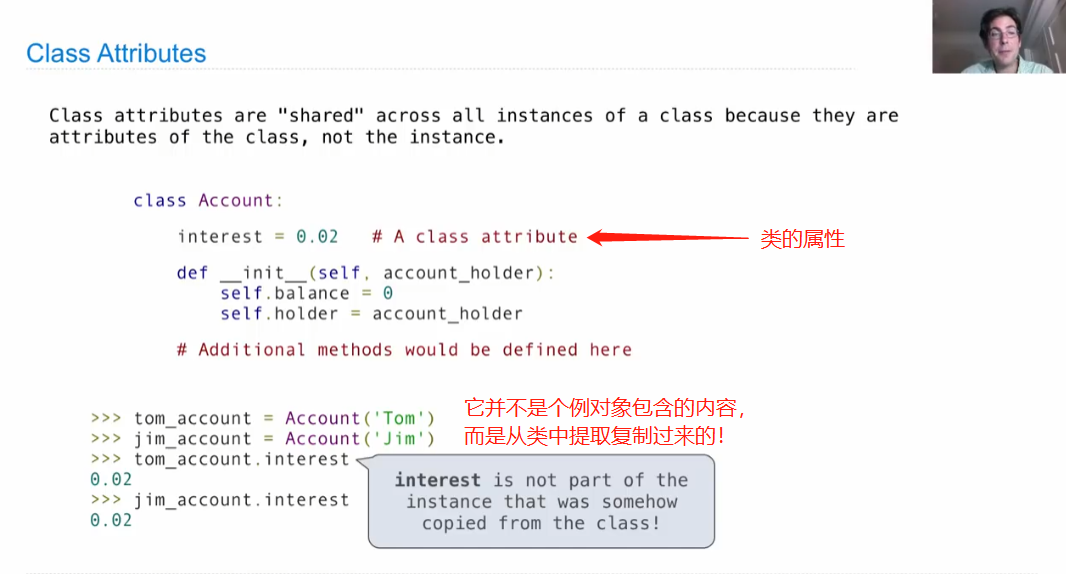 Class Attributes
Class attributes are "shared" across all instances of a class because they are
attributes of the class, not the instance.
class Account:
interest = 0.02   # A class attribute
类的属性
def __init__(self, account_holder):
self.balance = 0
self.holder = account_holder
# Additional methods would be defined here
>>> tom_account = Account('Tom')
>>> jim_account = Account('Jim')
>>> tom_account.interest
0.02
>>> jim_account.interest
0.02
它并不是个例对象包含的内容，
而是从类中提取复制过来的！
interest is not part of the
instance that was somehow
copied from the class!